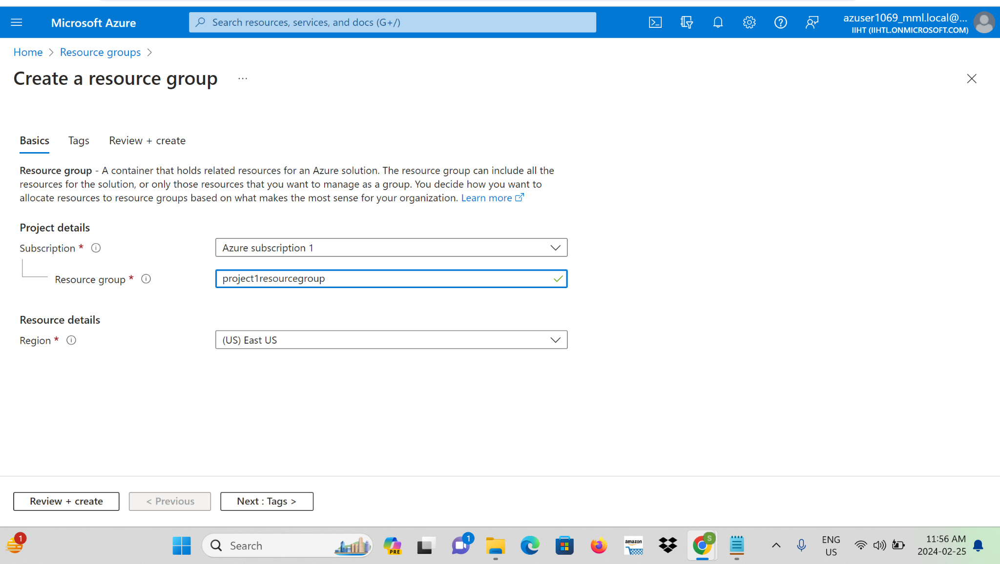 Microsoft Azure
Search resources, services, and docs (G+/)
azuser1069_mml.local@...
IIHT (IIHTL.ONMICROSOFT.COM)
Home > Resource groups >
Create a resource group ...
Basics Tags Review + create
Resource group - A container that holds related resources for an Azure solution. The resource group can include all the
resources for the solution, or only those resources that you want to manage as a group. You decide how you want to
allocate resources to resource groups based on what makes the most sense for your organization. Learn more
Project details
Subscription * Azure subscription 1
Resource group * project1resourcegroup
Resource details
Region * (US) East US
Review + create < Previous Next : Tags >
1
Search
PRE
1
amazon
S
ENG
US
11:56 AM
2024-02-25